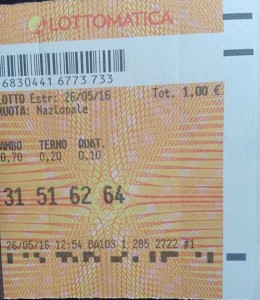 LOTTOMATICA
6830441 6773 733
LOTTO Estr: 26/05/16 Tot. 1,00 €
RUOTA: Nazionale
AMBO TERNO QUAT.
0,70 0.20 0.10
31 51 62 64
26/05/16 12:54 BA103 1 285 2722 #1